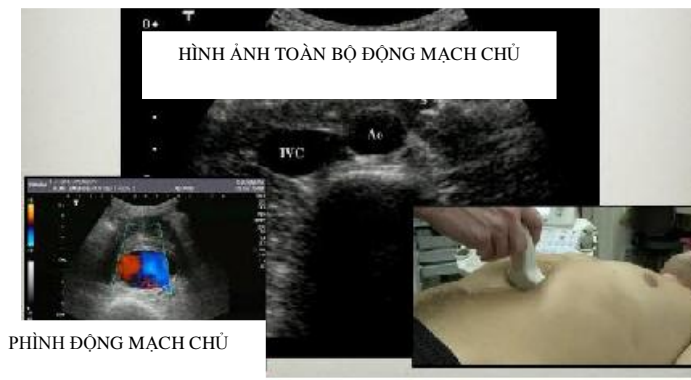 HÌNH ẢNH TOÀN BỘ ĐỘNG MẠCH CHỦ
Ao
IVC
PHÌNH ĐỘNG MẠCH CHỦ